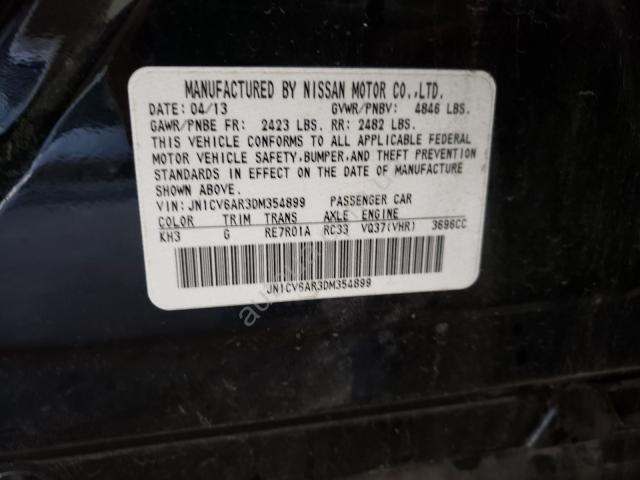 MANUFACTURED BY NISSAN MOTOR CO.,LTD.
DATE: 04/13 GVWR/PNBV: 4846 LBS.
GAWR/PNBE FR: 2423 LBS. RR: 2482 LBS.
THIS VEHICLE CONFORMS TO ALL APPLICABLE FEDERAL
MOTOR VEHICLE SAFETY, BUMPER, AND THEFT PREVENTION
STANDARDS IN EFFECT ON THE DATE OF MANUFACTURE
SHOWN ABOVE.
VIN: JN1CV6AR3DM354899 PASSENGER CAR
COLOR TRIM TRANS AXLE ENGINE
KH3 G RE7R01A RC33 VQ37(VHR) 3696CC
JN1CV6AR3DM354899